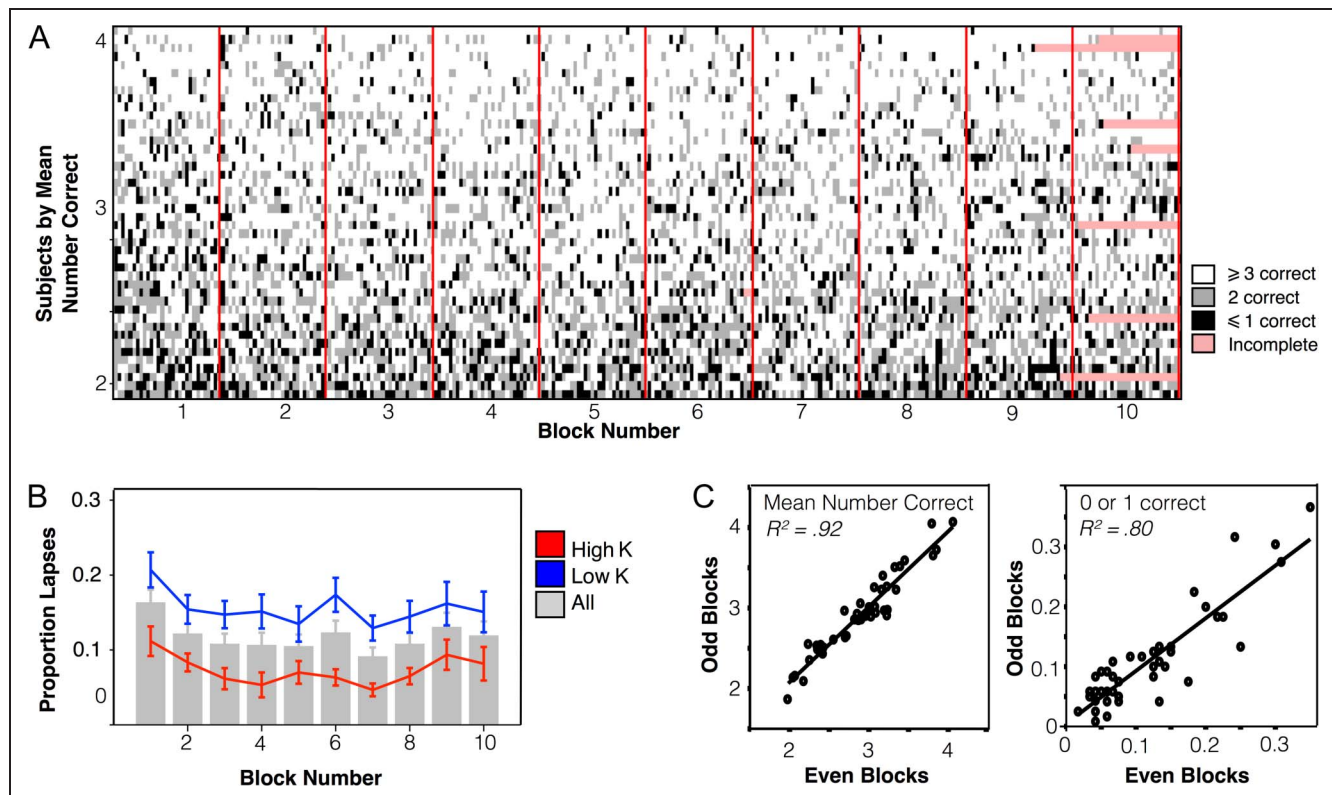 A
4
3
2
Subjects by Mean
Number Correct
1 2 3 4 5 6 7 8 9 10
Block Number
⩾ 3 correct
2 correct
⩽ 1 correct
Incomplete
B
0.3
0.2
0.1
0
Proportion Lapses
2 4 6 8 10
Block Number
High K
Low K
All
C
Mean Number Correct
R² = .92
4
3
2
Odd Blocks
2 3 4
Even Blocks
0 or 1 correct
R² = .80
0.3
0.2
0.1
0
Odd Blocks
0 0.1 0.2 0.3
Even Blocks